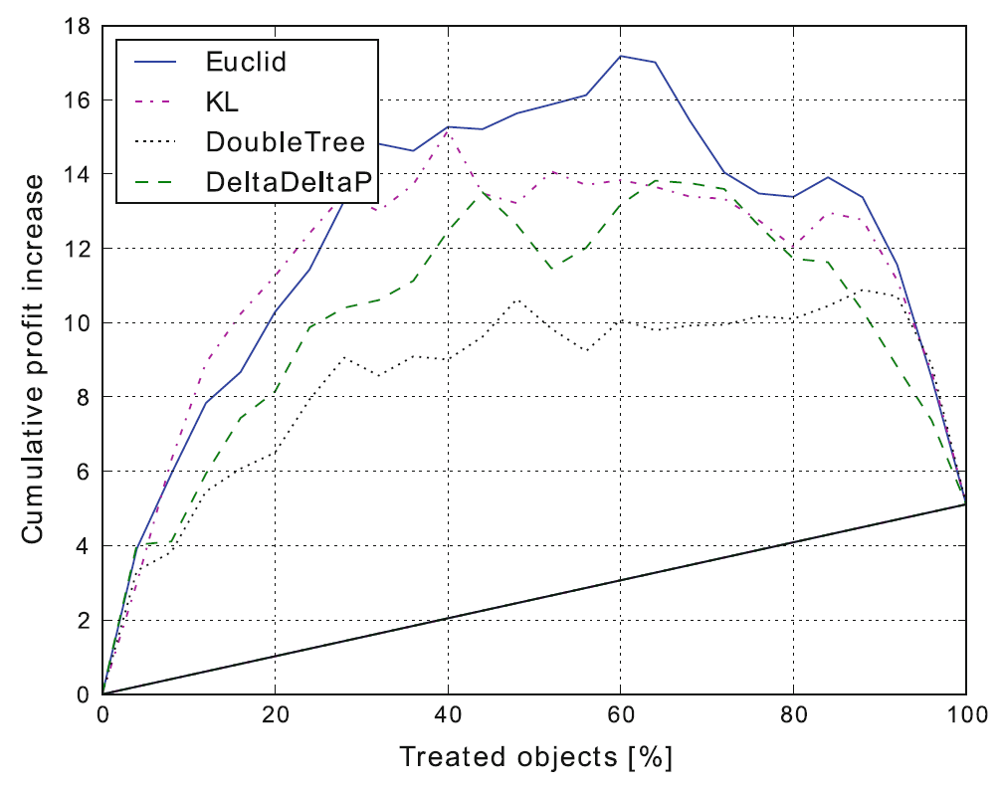 18
16
14
12
10
8
6
4
2
0
Cumulative profit increase
Euclid
KL
DoubleTree
DeltaDeltaP
0 20 40 60 80 100
Treated objects [%]